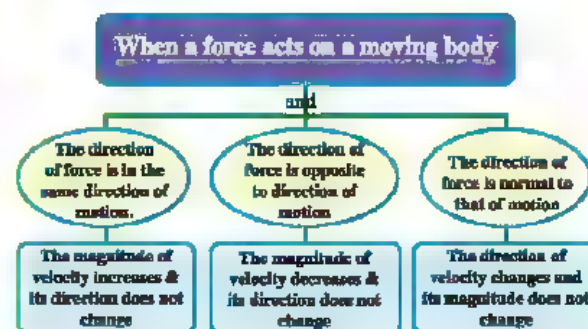 When a force acts on a moving body
and
The direction
of force is in the
same direction of
motion.
The direction of
force is opposite
to direction of
motion
The direction of
force is normal to
that of motion
The magnitude of
velocity increases &
its direction does not
change
The magnitude of
velocity decreases &
its direction does not
change
The direction of
velocity changes and
its magnitude does not
change